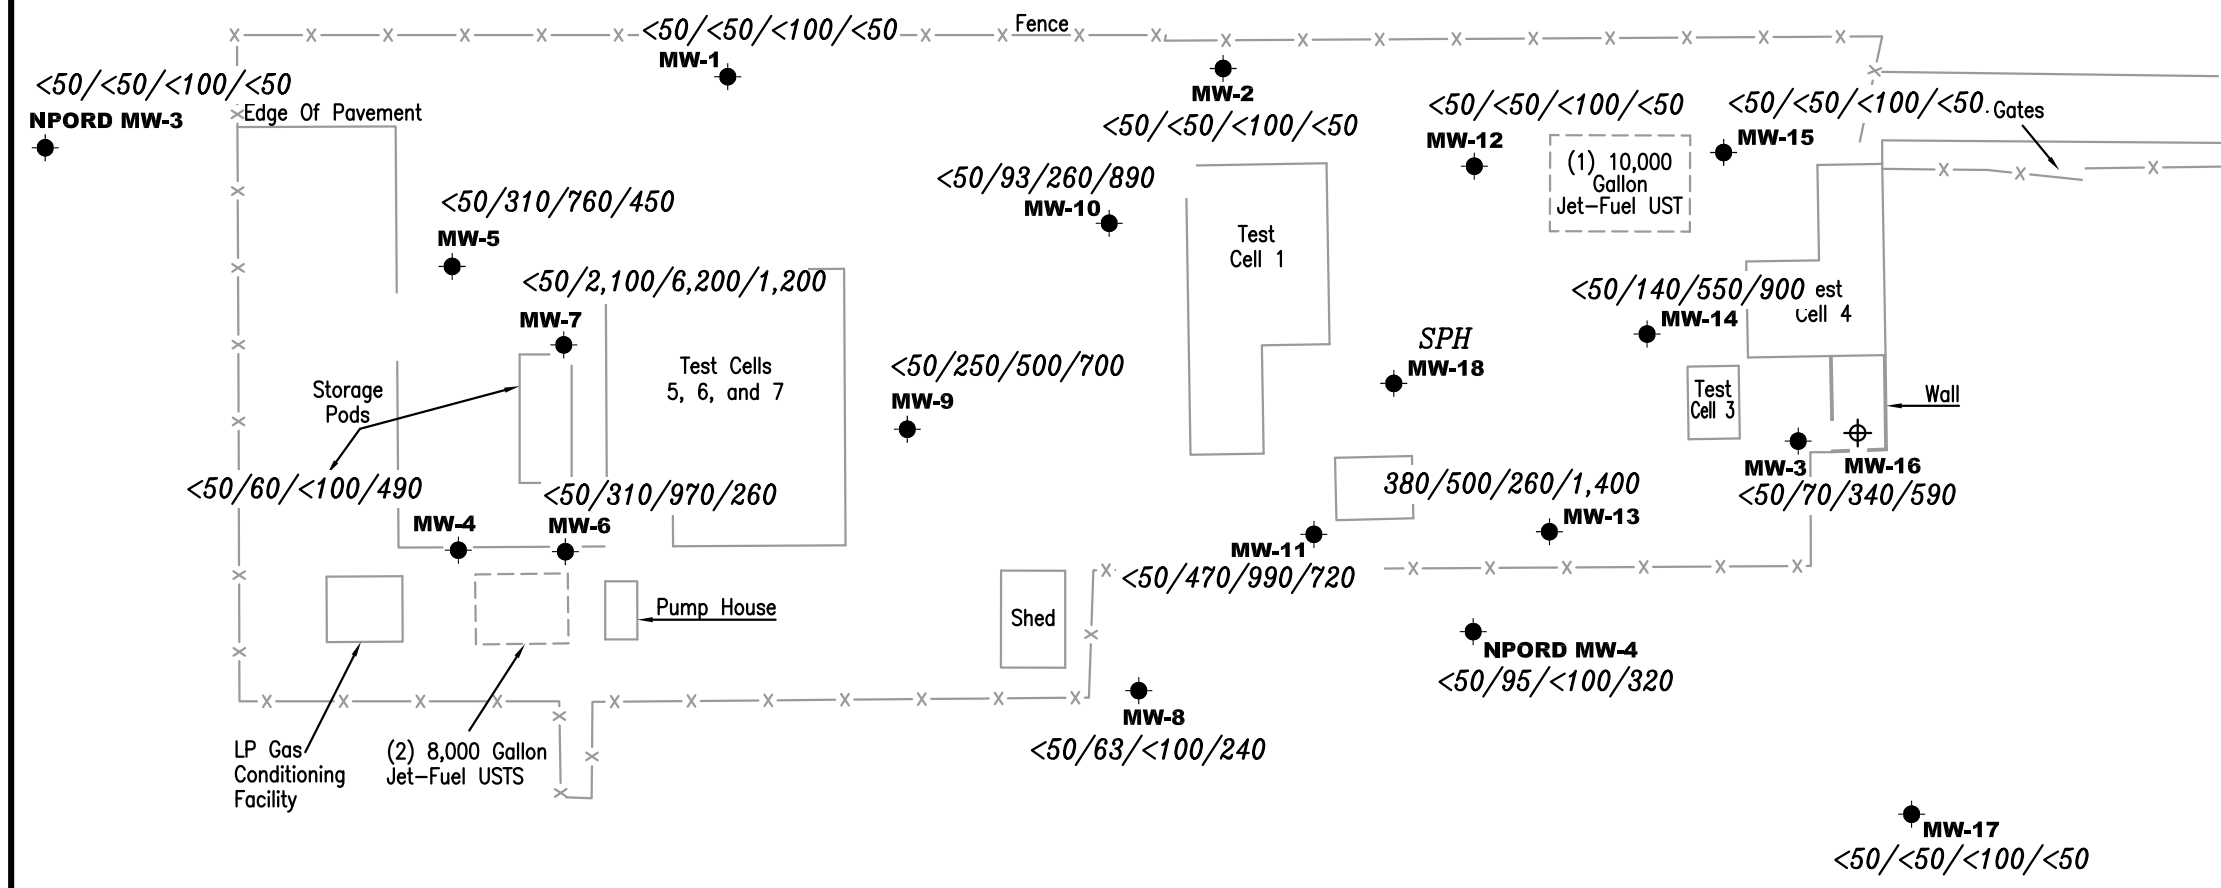 <50/<50/<100/<50
Fence
MW-1
<50/<50/<100/<50
NPORD MW-3
Edge Of Pavement
MW-2
<50/<50/<100/<50
<50/<50/<100/<50
MW-12
<50/<50/<100/<50
MW-15
Gates
(1) 10,000
Gallon
Jet-Fuel UST
<50/93/260/890
MW-10
<50/310/760/450
MW-5
Test
Cell 1
<50/2,100/6,200/1,200
MW-7
<50/140/550/900
MW-14
est
Cell 4
SPH
MW-18
Test Cells
5, 6, and 7
<50/250/500/700
MW-9
Storage
Pods
Test
Cell 3
Wall
MW-3
MW-16
<50/70/340/590
<50/60/<100/490
MW-4
<50/310/970/260
MW-6
380/500/260/1,400
MW-13
MW-11
<50/470/990/720
Pump House
Shed
NPORD MW-4
<50/95/<100/320
MW-8
<50/63/<100/240
LP Gas
Conditioning
Facility
(2) 8,000 Gallon
Jet-Fuel USTS
MW-17
<50/<50/<100/<50